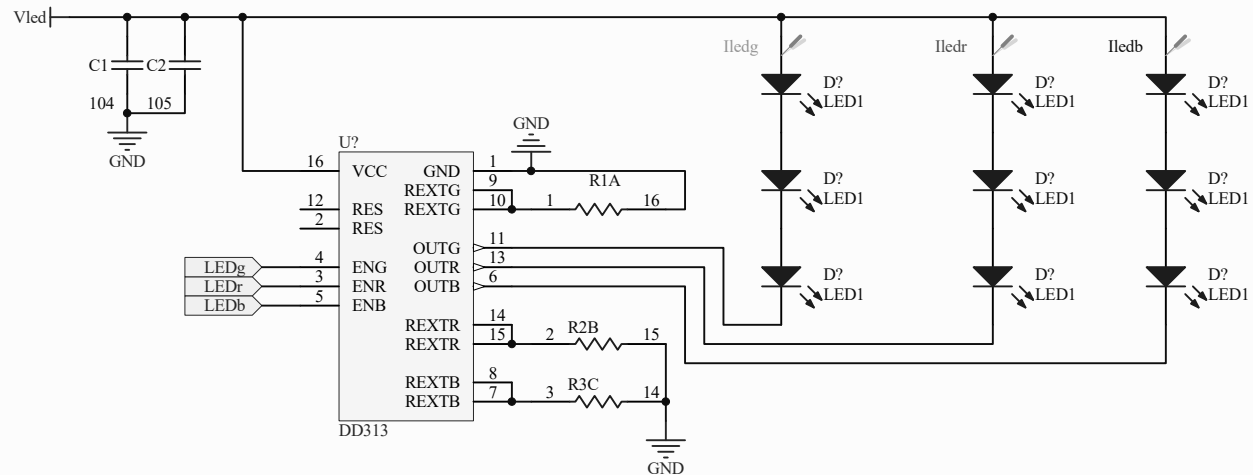 Vled
Iledg
Iledr
Iledb
C1
C2
D?
LED1
D?
LED1
D?
LED1
104
105
GND
GND
U?
16
VCC
GND
1
REXTG
9
R1A
REXTG
10
1
16
12
RES
2
RES
D?
LED1
D?
LED1
D?
LED1
OUTG
11
LEDg
4
ENG
OUTR
13
LEDr
3
ENR
OUTB
6
LEDb
5
ENB
D?
LED1
D?
LED1
D?
LED1
REXTR
14
R2B
REXTR
15
2
15
REXTB
8
R3C
REXTB
7
3
14
DD313
GND